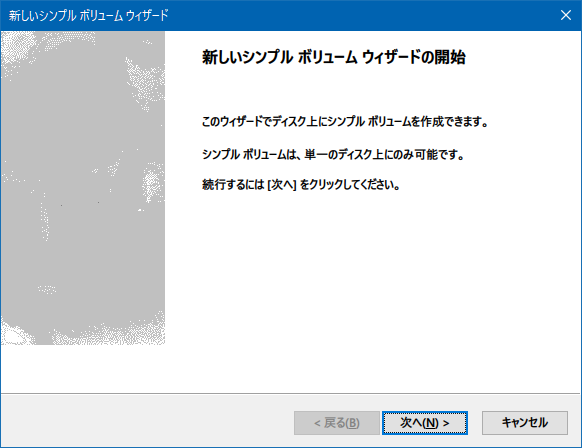 新しいシンプル ボリューム ウィザード
新しいシンプル ボリューム ウィザードの開始
このウィザードでディスク上にシンプル ボリュームを作成できます。
シンプル ボリュームは、単一のディスク上にのみ可能です。
続行するには [次へ] をクリックしてください。
< 戻る(B)
次へ(N) >
キャンセル